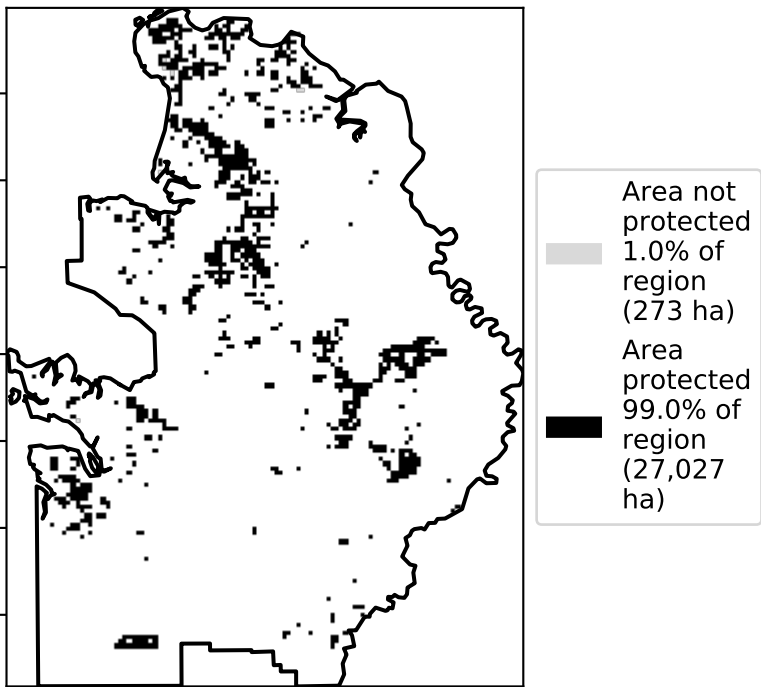 Area not
protected
1.0% of
region
(273 ha)
Area
protected
99.0% of
region
(27,027
ha)